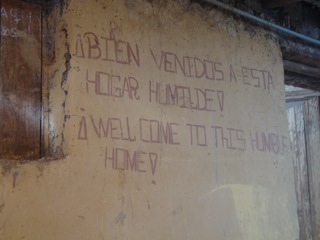 ¡BIEN VENIDOS A ESTA
HOGAR HUMILDE!
¡WELL COME TO THIS HUMBLE
HOME!